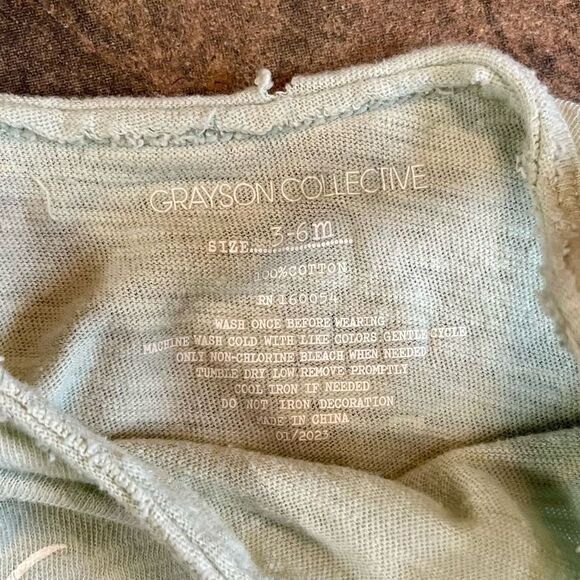 GRAYSON COLLECTIVE
SIZE....3-6m......
100%COTTON
RN 160054
WASH ONCE BEFORE WEARING
MACHINE WASH COLD WITH LIKE COLORS GENTLE CYCLE
ONLY NON-CHLORINE BLEACH WHEN NEEDED
TUMBLE DRY LOW REMOVE PROMPTLY
COOL IRON IF NEEDED
DO NOT IRON DECORATION
MADE IN CHINA
01/2023